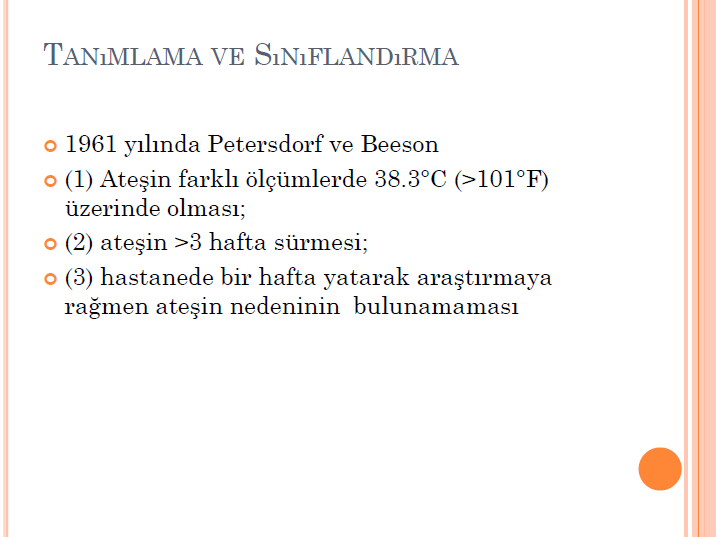 Tanımlama ve Sınıflandırma
1961 yılında Petersdorf ve Beeson
(1) Ateşin farklı ölçümlerde 38.3°C (>101°F)
üzerinde olması;
(2) ateşin >3 hafta sürmesi;
(3) hastanede bir hafta yatarak araştırmaya
rağmen ateşin nedeninin bulunamaması